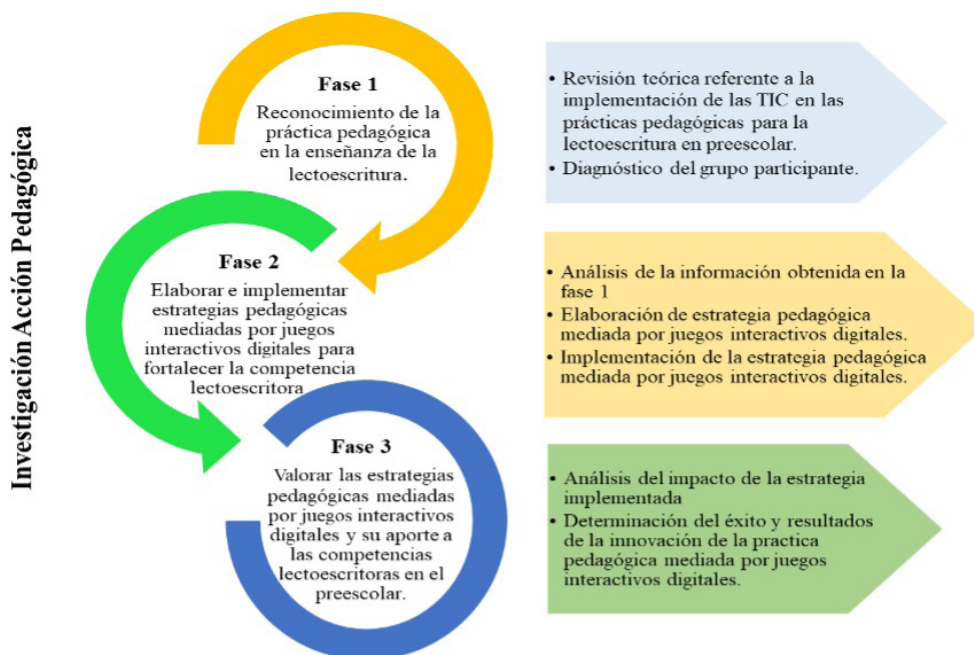 Investigación Acción Pedagógica
Fase 1
Reconocimiento de la
práctica pedagógica
en la enseñanza de la
lectoescritura.
• Revisión teórica referente a la
implementación de las TIC en las
prácticas pedagógicas para la
lectoescritura en preescolar.
• Diagnóstico del grupo participante.
Fase 2
Elaborar e implementar
estrategias pedagógicas
mediadas por juegos
interactivos digitales para
fortalecer la competencia
lectoescritora
• Análisis de la información obtenida en la
fase 1
• Elaboración de estrategia pedagógica
mediada por juegos interactivos digitales.
• Implementación de la estrategia pedagógica
mediada por juegos interactivos digitales.
Fase 3
Valorar las estrategias
pedagógicas mediadas
por juegos interactivos
digitales y su aporte a
las competencias
lectoescritoras en el
preescolar.
• Análisis del impacto de la estrategia
implementada
• Determinación del éxito y resultados
de la innovación de la practica
pedagógica mediada por juegos
interactivos digitales.